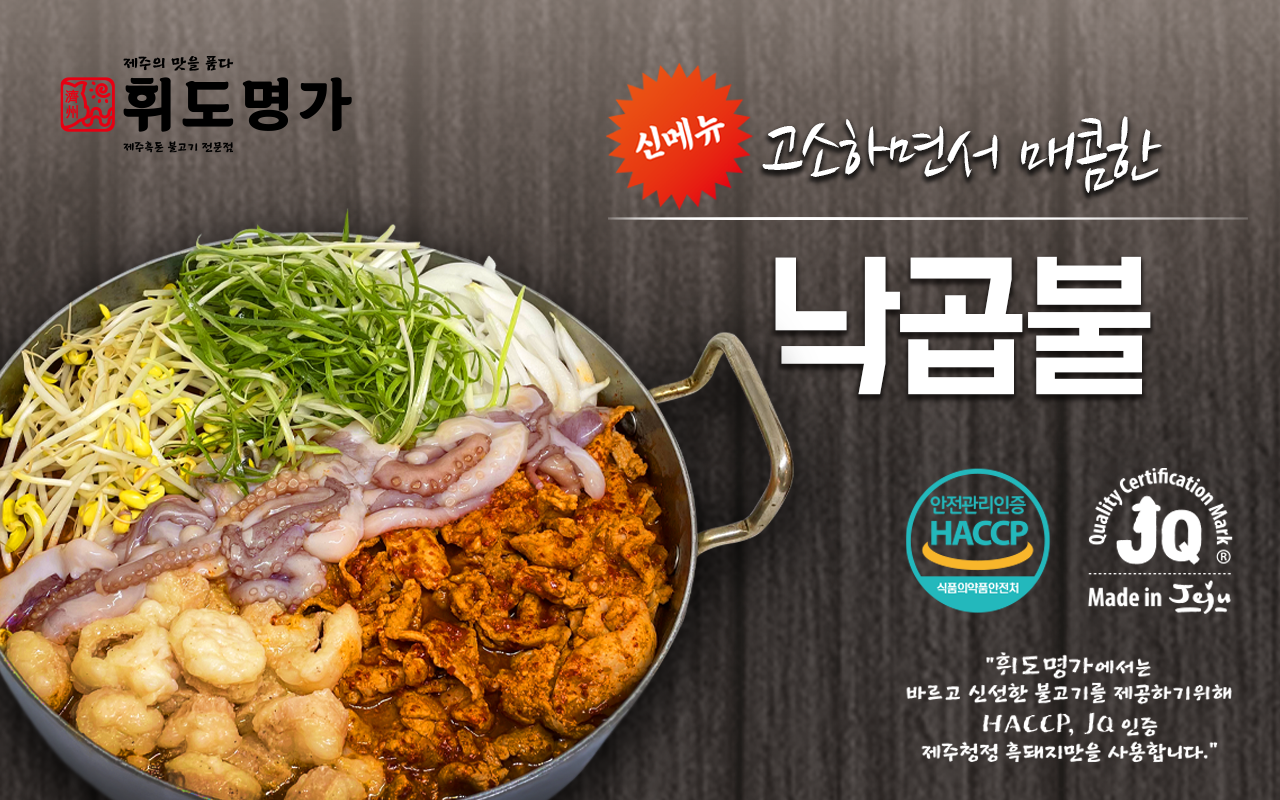 제주의 맛을 품다
濟州
휘도명가
제주흑돈 불고기 전문점
신메뉴
고소하면서 매콤한
낙곱불
안전관리인증
HACCP
식품의약품안전처
Quality Certification Mark
JQ
®
Made in Jeju
"휘도명가에서는
바르고 신선한 불고기를 제공하기위해
HACCP, JQ 인증
제주청정 흑돼지만을 사용합니다."